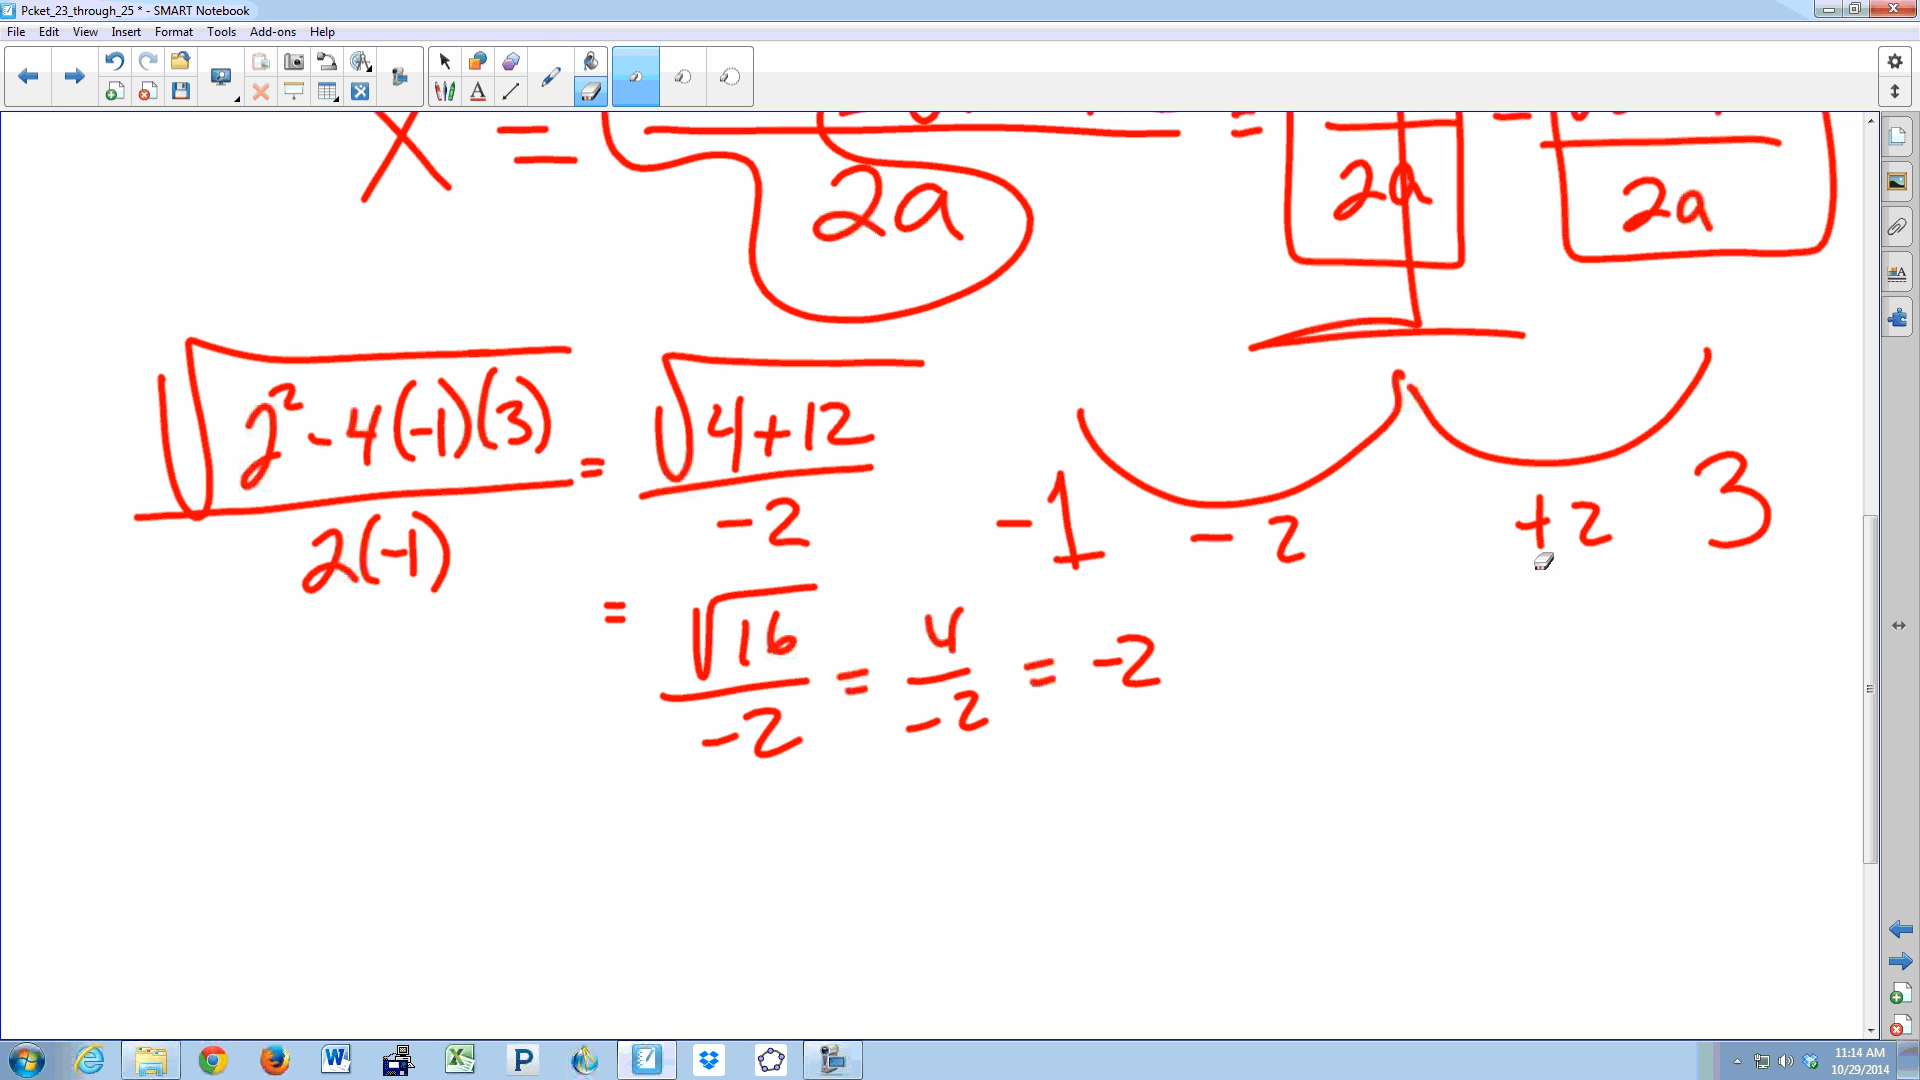 Pcket_23_through_25 * - SMART Notebook
File Edit View Insert Format Tools Add-ons Help
X = 2a = 2a - 2a
√(2² - 4(-1)(3)) / 2(-1) = √(4+12) / -2
-1 -2 +2 3
= √16 / -2 = 4 / -2 = -2
11:14 AM
10/29/2014